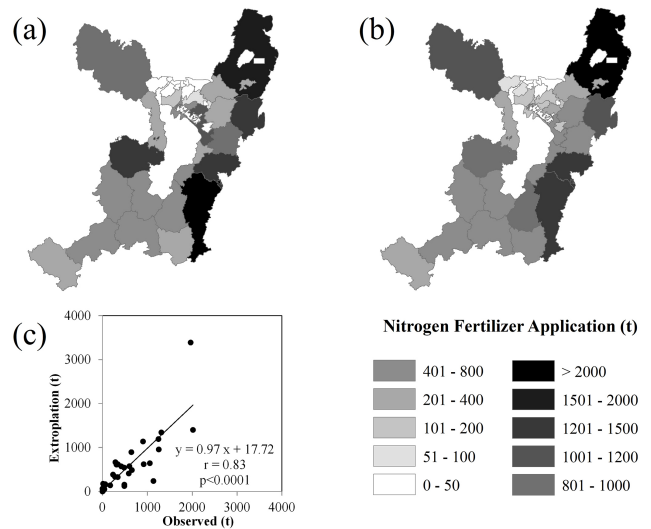 (a)
(b)
(c)
4000
3000
2000
1000
0
Extroplation (t)
y = 0.97 x + 17.72
r = 0.83
p<0.0001
0
1000
2000
3000
4000
Observed (t)
Nitrogen Fertilizer Application (t)
401 - 800
> 2000
201 - 400
1501 - 2000
101 - 200
1201 - 1500
51 - 100
1001 - 1200
0 - 50
801 - 1000